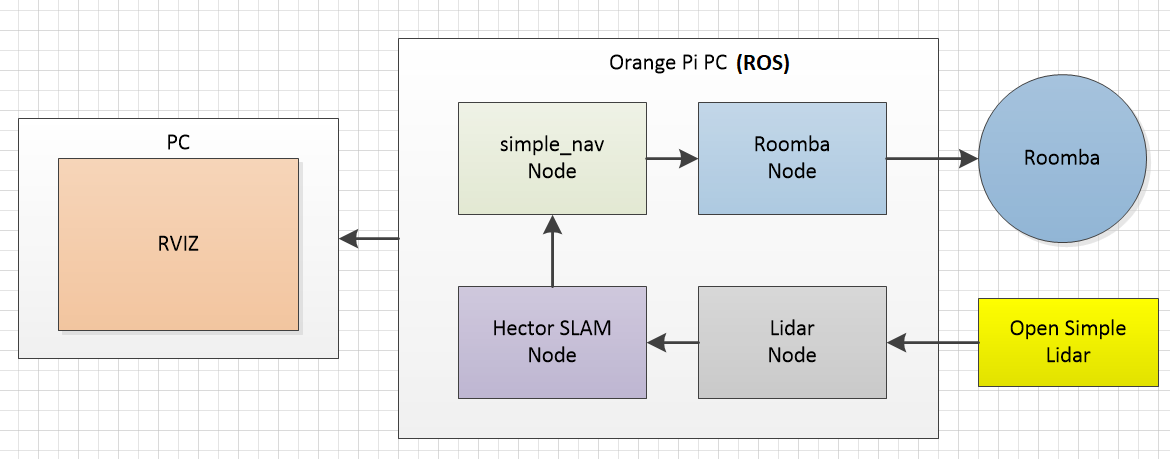 Orange Pi PC (ROS)
PC
RVIZ
simple_nav
Node
Roomba
Node
Roomba
Hector SLAM
Node
Lidar
Node
Open Simple
Lidar